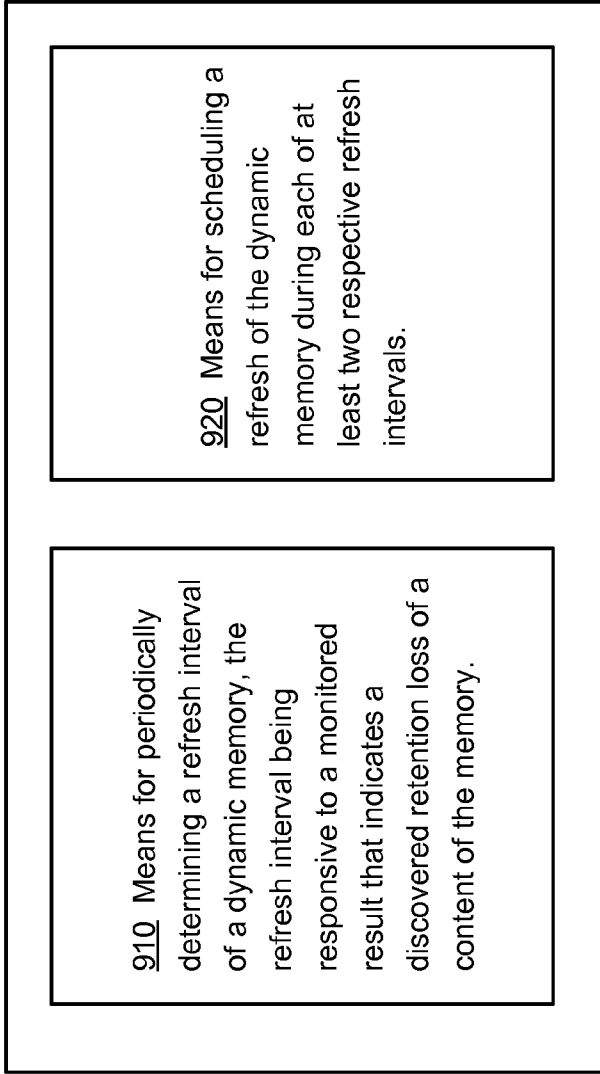 910 Means for periodically
determining a refresh interval
of a dynamic memory, the
refresh interval being
responsive to a monitored
result that indicates a
discovered retention loss of a
content of the memory.
920 Means for scheduling a
refresh of the dynamic
memory during each of at
least two respective refresh
intervals.